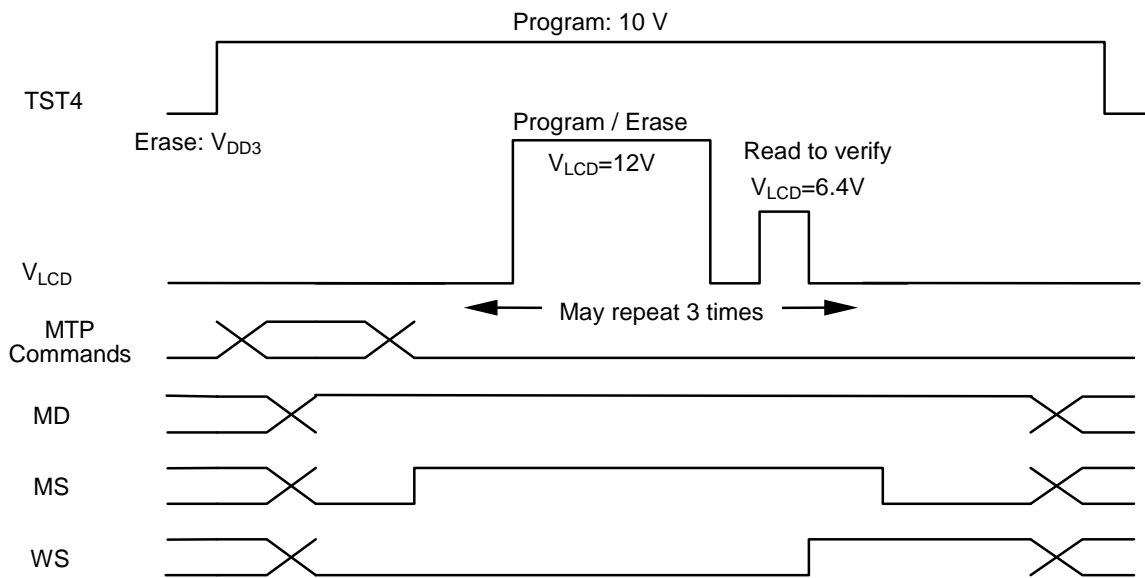 Program: 10 V
TST4
Erase: VDD3
Program / Erase
VLCD=12V
Read to verify
VLCD=6.4V
VLCD
May repeat 3 times
MTP
Commands
MD
MS
WS